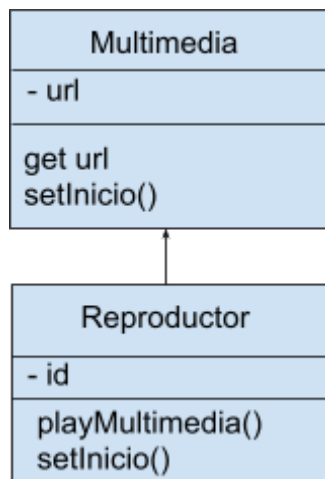 Multimedia
- url
get url
setInicio()
Reproductor
- id
playMultimedia()
setInicio()